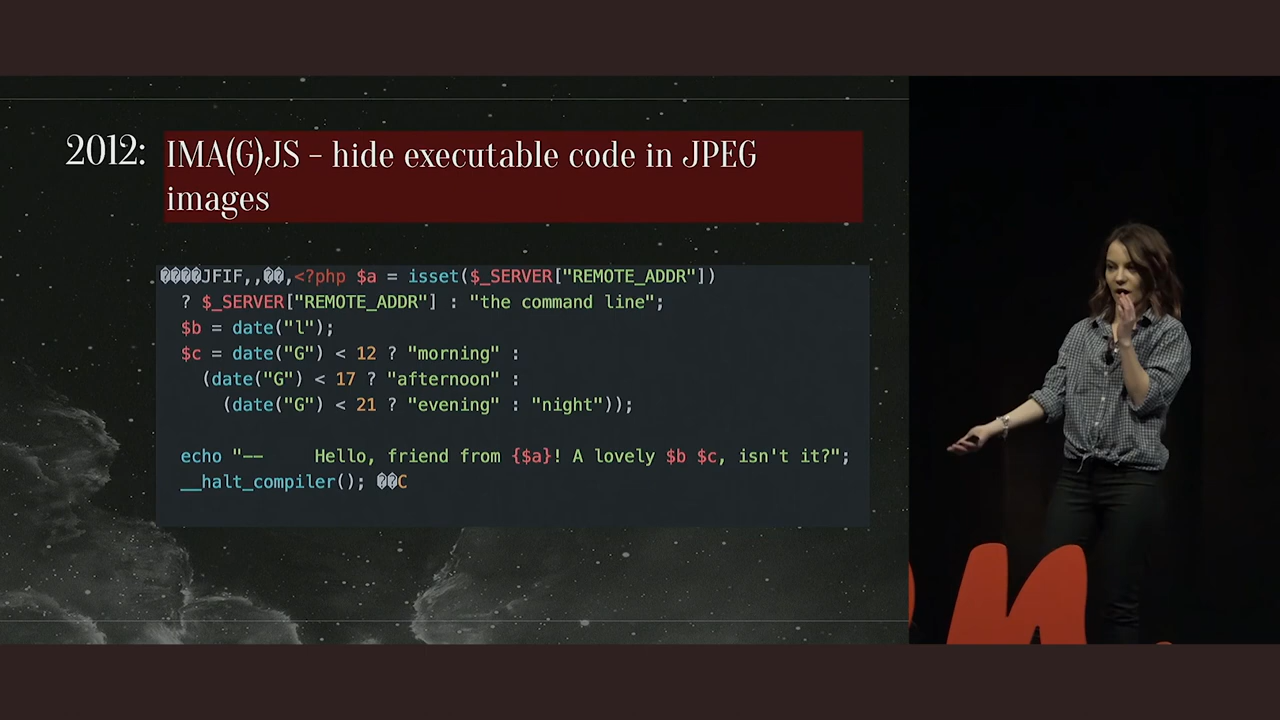 2012:
IMA(G)JS - hide executable code in JPEG
images
����JFIF,,��,<?php $a = isset($_SERVER["REMOTE_ADDR"])
? $_SERVER["REMOTE_ADDR"] : "the command line";
$b = date("l");
$c = date("G") < 12 ? "morning" :
(date("G") < 17 ? "afternoon" :
(date("G") < 21 ? "evening" : "night"));
echo "——     Hello, friend from {$a}! A lovely $b $c, isn't it?";
__halt_compiler(); ��C